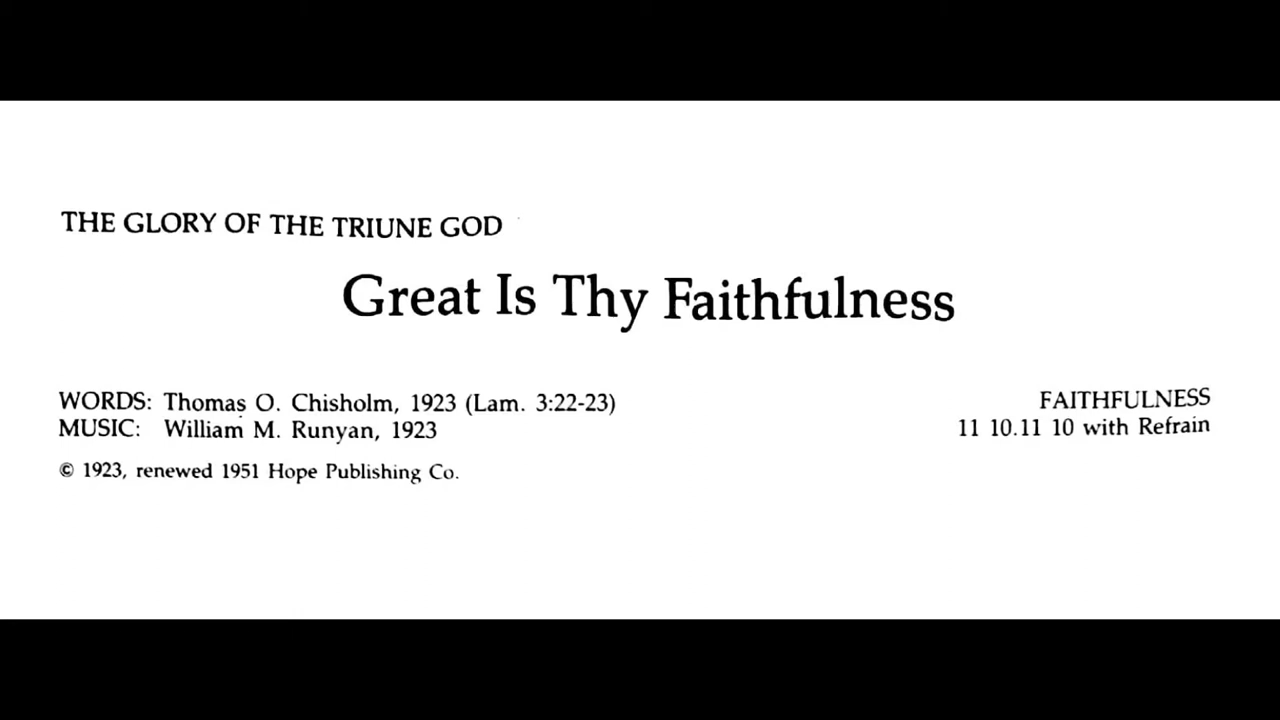 THE GLORY OF THE TRIUNE GOD
Great Is Thy Faithfulness
WORDS: Thomas O. Chisholm, 1923 (Lam. 3:22-23)
MUSIC: William M. Runyan, 1923
© 1923, renewed 1951 Hope Publishing Co.
FAITHFULNESS
11 10.11 10 with Refrain